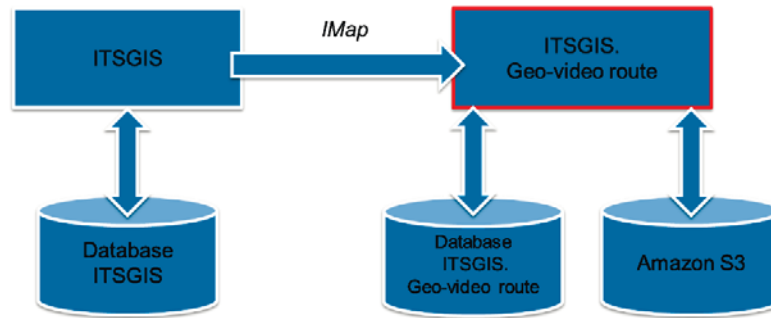 IMap
ITSGIS
ITSGIS.
Geo-video route
Database
ITSGIS
Database
ITSGIS.
Geo-video route
Amazon S3